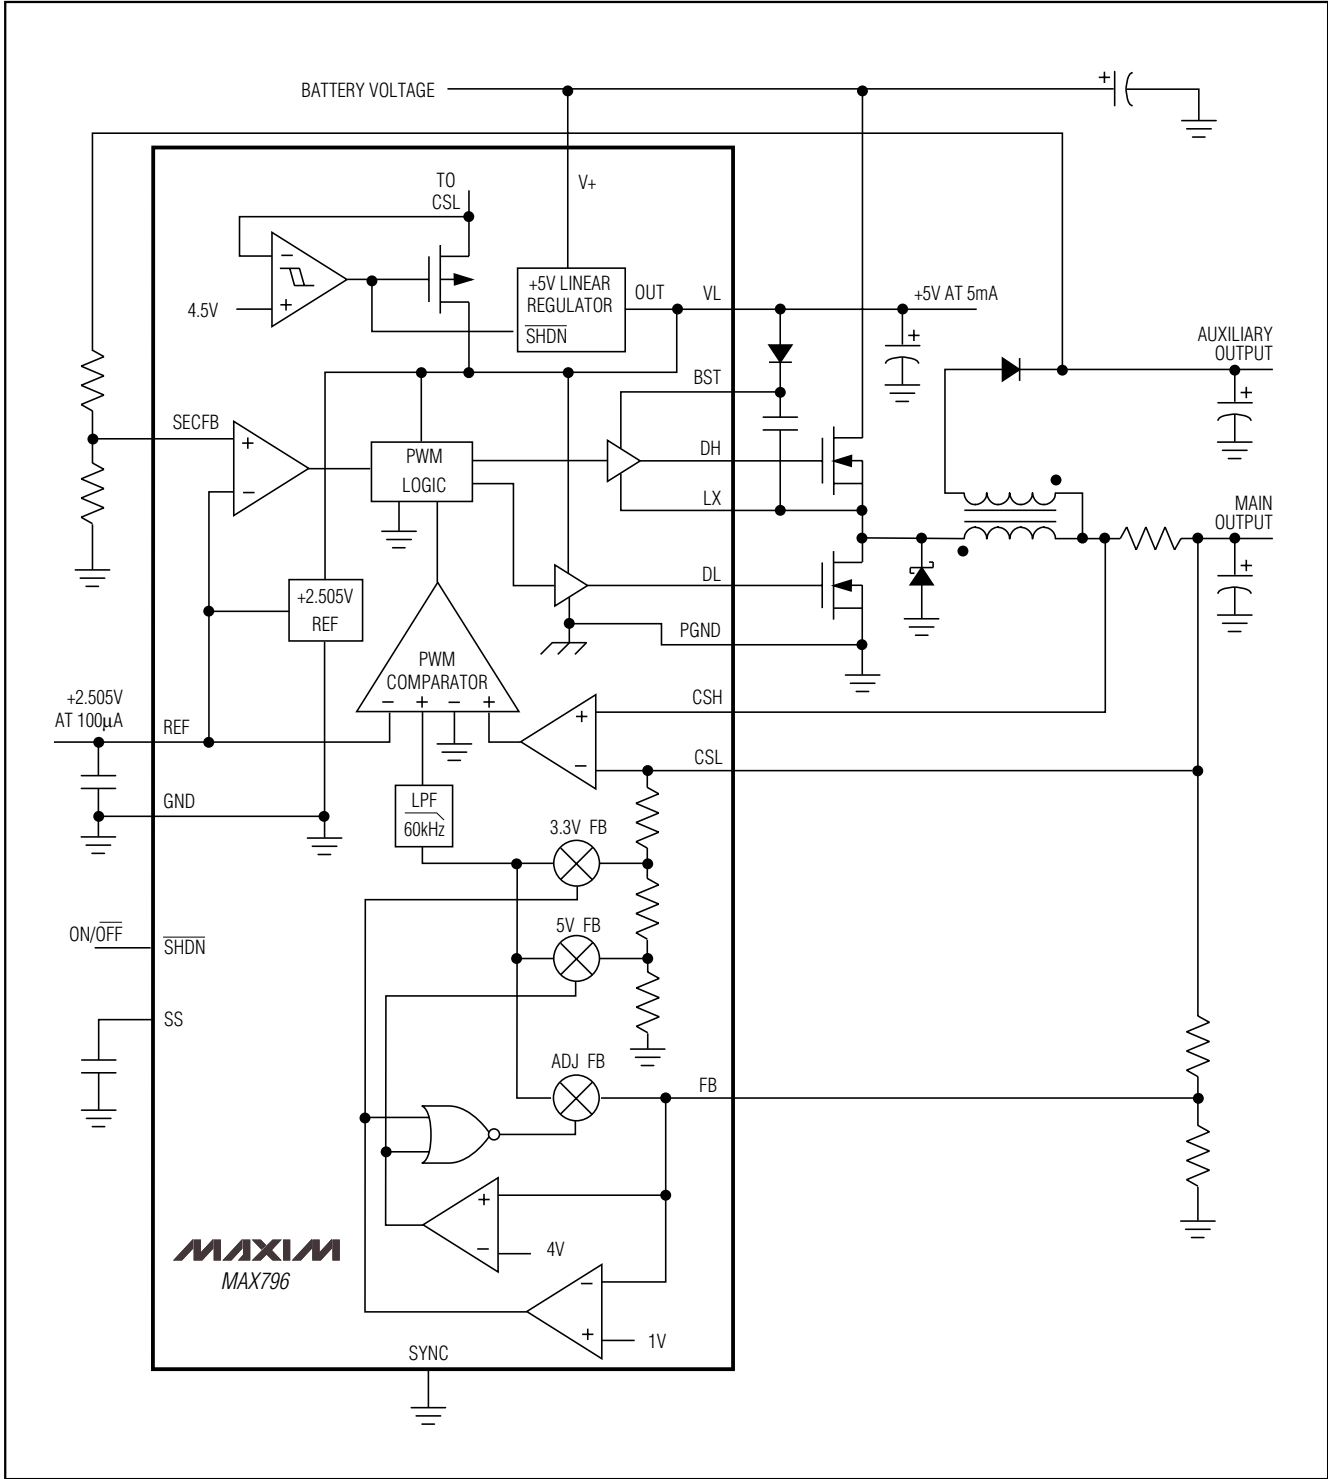 BATTERY VOLTAGE
TO
CSL
V+
4.5V
−
+
+5V LINEAR
REGULATOR
SHDN
OUT
VL
+5V AT 5mA
+
+
AUXILIARY
OUTPUT
+
BST
SECFB
+
−
PWM
LOGIC
DH
LX
MAIN
OUTPUT
+
DL
+2.505V
REF
PGND
PWM
COMPARATOR
− + − +
+2.505V
AT 100µA
REF
CSH
+
−
CSL
GND
LPF
60kHz
3.3V FB
ON/OFF
SHDN
5V FB
SS
ADJ FB
FB
+
−
4V
MAXIM
MAX796
−
+
1V
SYNC